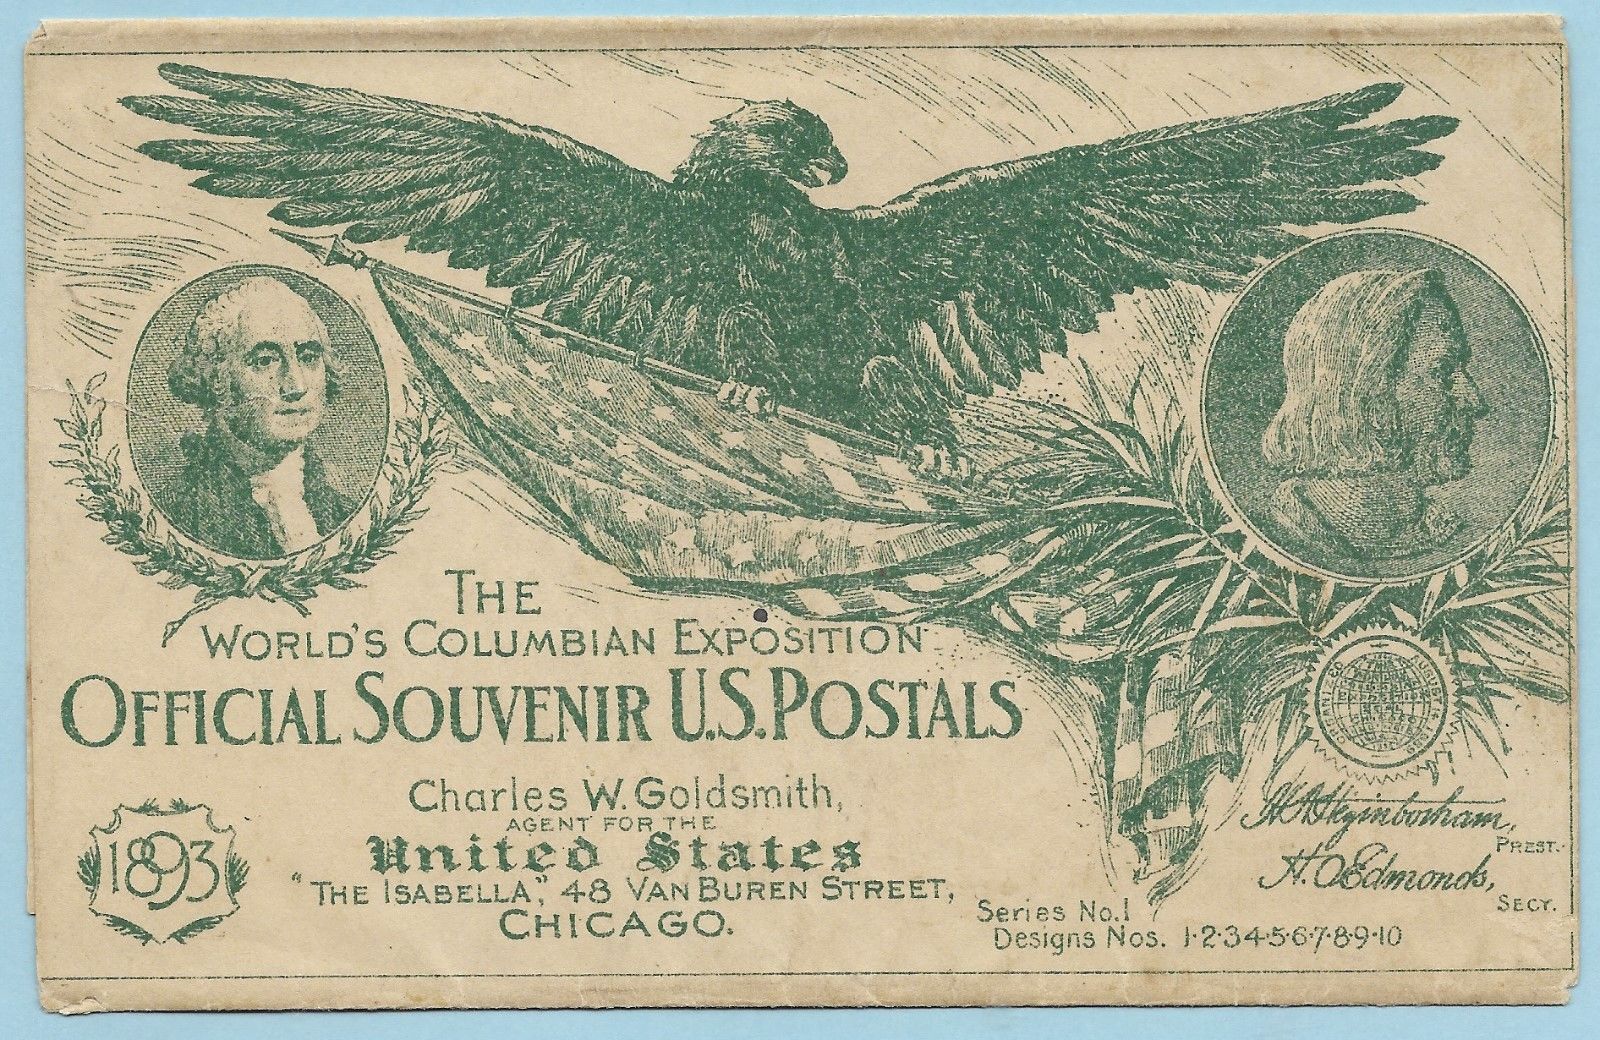 THE
WORLD'S COLUMBIAN EXPOSITION
OFFICIAL SOUVENIR U.S. POSTALS
Charles W. Goldsmith,
AGENT FOR THE
United States
"THE ISABELLA," 48 VAN BUREN STREET,
CHICAGO.
1893
H.N. Higinbotham,
PREST.
H.O. Edmonds,
SECY.
Series No. 1
Designs Nos. 1·2·3·4·5·6·7·8·9·10